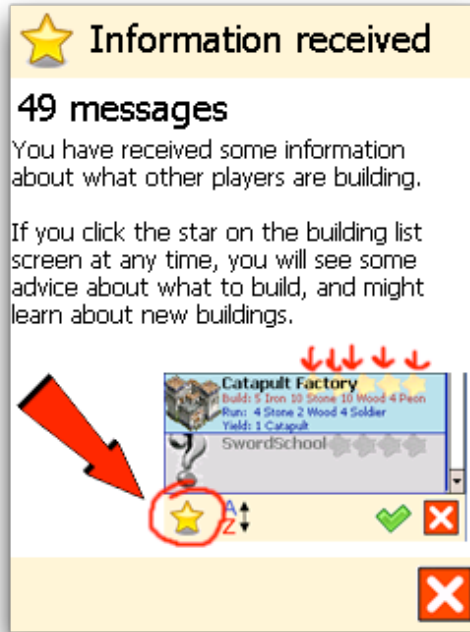 Information received
49 messages
You have received some information
about what other players are building.
If you click the star on the building list
screen at any time, you will see some
advice about what to build, and might
learn about new buildings.
Catapult Factory
Build: 5 Iron 10 Stone 10 Wood 4 Peon
Run: 4 Stone 2 Wood 4 Soldier
Yield: 1 Catapult
SwordSchool
A
Z